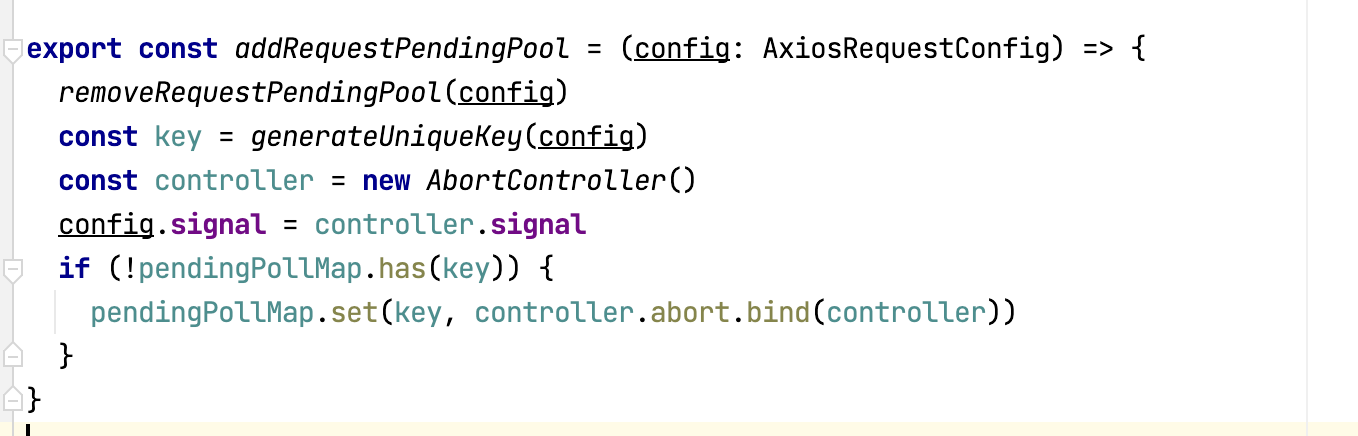 export const addRequestPendingPool = (config: AxiosRequestConfig) => {
  removeRequestPendingPool(config)
  const key = generateUniqueKey(config)
  const controller = new AbortController()
  config.signal = controller.signal
  if (!pendingPollMap.has(key)) {
    pendingPollMap.set(key, controller.abort.bind(controller))
  }
}